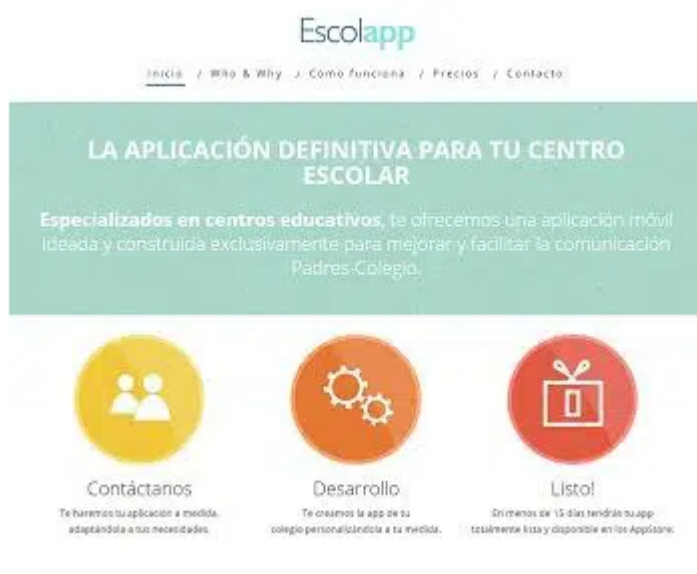 Escolapp
Inicio / Who & Why / Como funciona / Precios / Contacto
LA APLICACIÓN DEFINITIVA PARA TU CENTRO
ESCOLAR
Especializados en centros educativos, te ofrecemos una aplicación móvil
ideada y construida exclusivamente para mejorar y facilitar la comunicación
Padres-Colegio.
Contáctanos
Desarrollo
Listo!
Te haremos tu aplicación a medida,
adaptándola a tus necesidades.
Te creamos la app de tu
colegio personalizándola a tu medida.
En menos de 15 días tendrás tu app
totalmente lista y disponible en los AppStore.